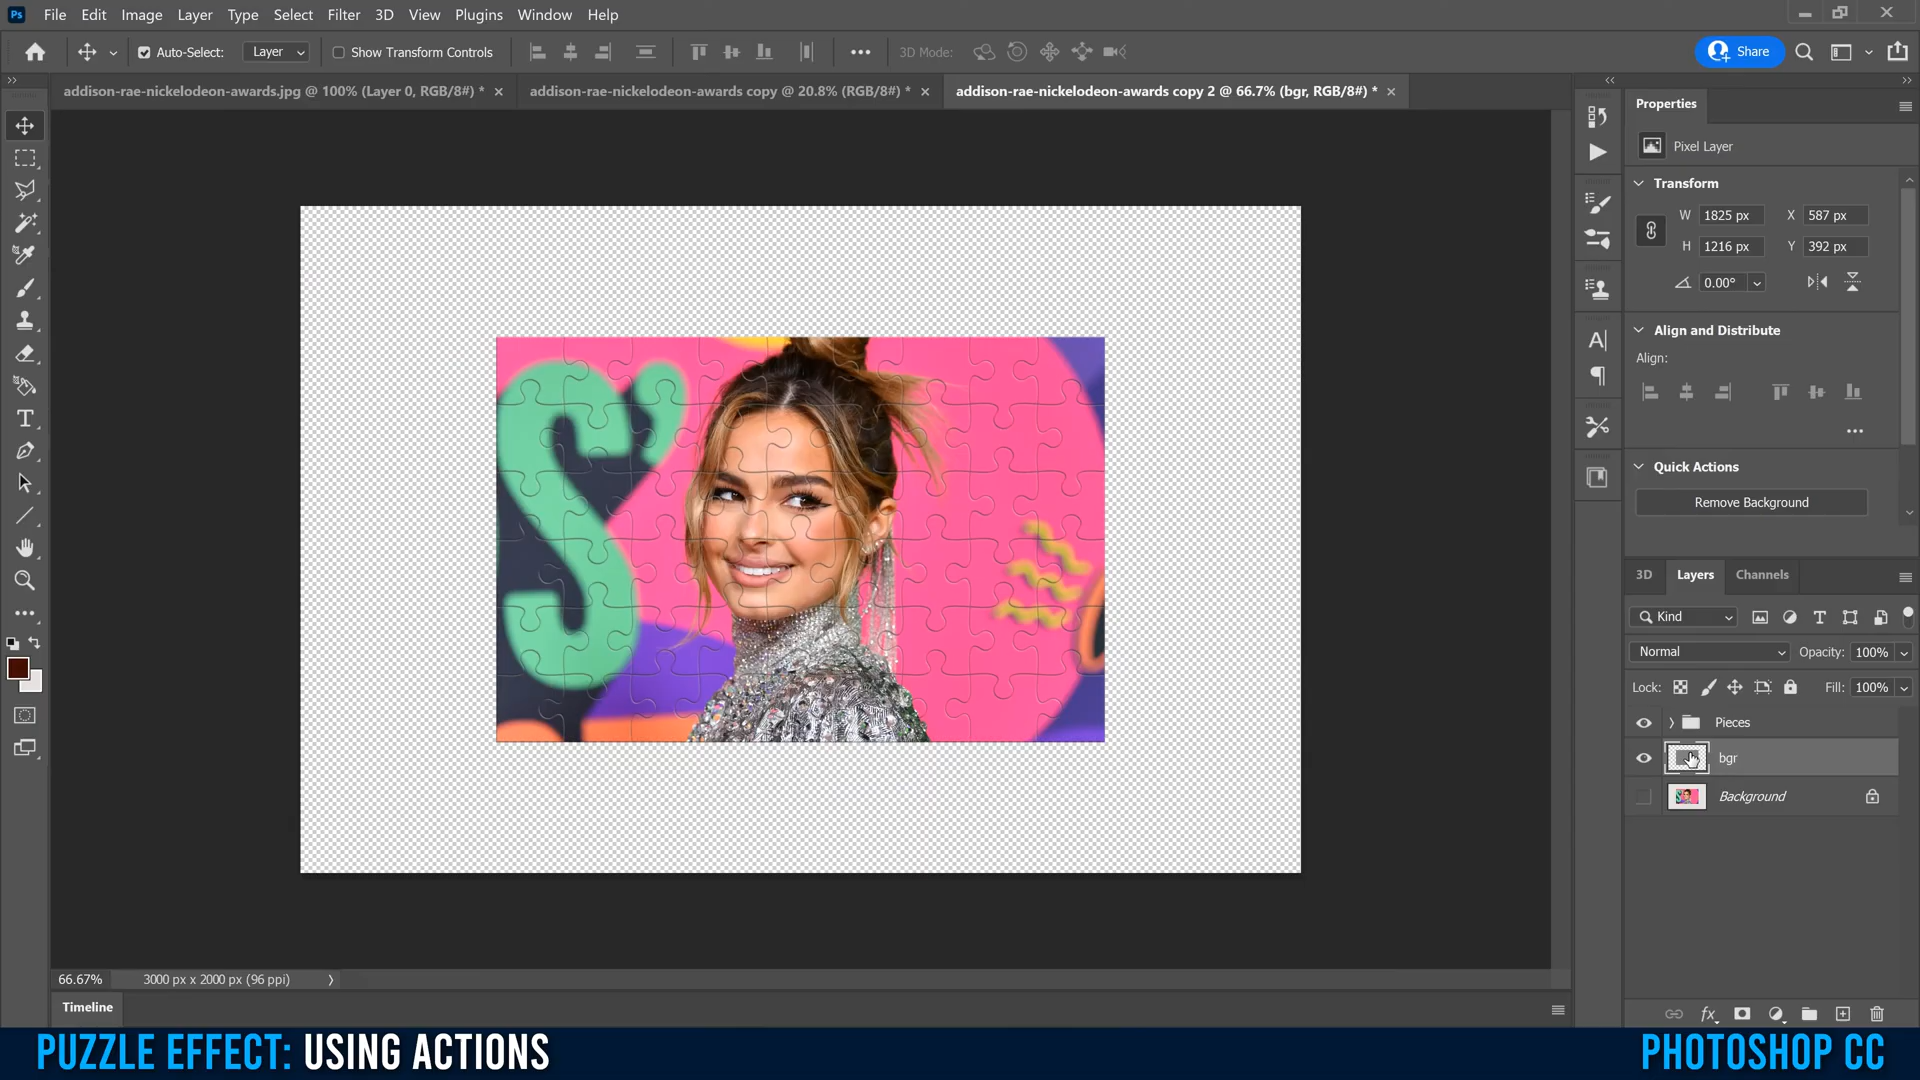 Ps File Edit Image Layer Type Select Filter 3D View Plugins Window Help
Auto-Select: Layer Show Transform Controls 3D Mode: Share
addison-rae-nickelodeon-awards.jpg @ 100% (Layer 0, RGB/8#) * addison-rae-nickelodeon-awards copy @ 20.8% (RGB/8#) * addison-rae-nickelodeon-awards copy 2 @ 66.7% (bgr, RGB/8#) *
Properties
Pixel Layer
Transform
W 1825 px X 587 px
H 1216 px Y 392 px
0.00°
Align and Distribute
Align:
Quick Actions
Remove Background
3D Layers Channels
Kind
Normal Opacity: 100%
Lock: Fill: 100%
Pieces
bgr
Background
S'
66.67% 3000 px x 2000 px (96 ppi)
Timeline
PUZZLE EFFECT: USING ACTIONS PHOTOSHOP CC